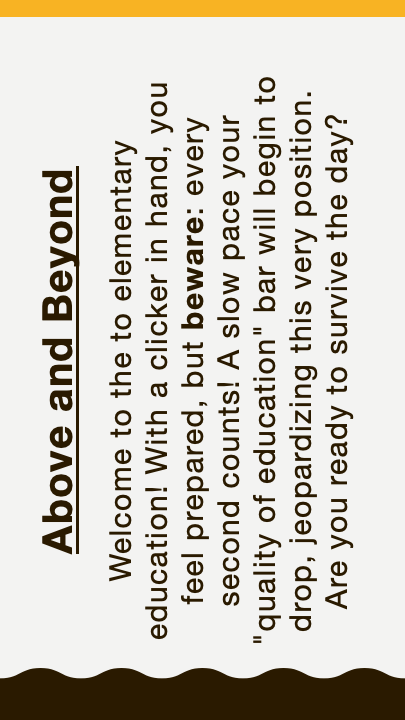 Above and Beyond
Welcome to the to elementary
education! With a clicker in hand, you
feel prepared, but beware: every
second counts! A slow pace your
"quality of education" bar will begin to
drop, jeopardizing this very position.
Are you ready to survive the day?